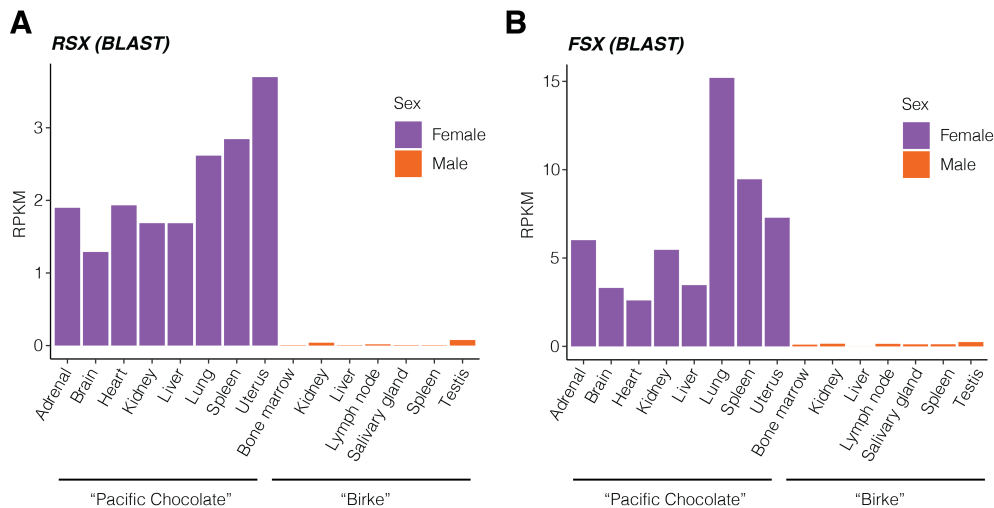 A
RSX (BLAST)
RPKM
3
2
1
0
Sex
Female
Male
Adrenal
Brain
Heart
Kidney
Liver
Lung
Spleen
Uterus
Bone marrow
Kidney
Liver
Lymph node
Salivary gland
Spleen
Testis
“Pacific Chocolate”
“Birke”
B
FSX (BLAST)
RPKM
15
10
5
0
Sex
Female
Male
Adrenal
Brain
Heart
Kidney
Liver
Lung
Spleen
Uterus
Bone marrow
Kidney
Liver
Lymph node
Salivary gland
Spleen
Testis
“Pacific Chocolate”
“Birke”